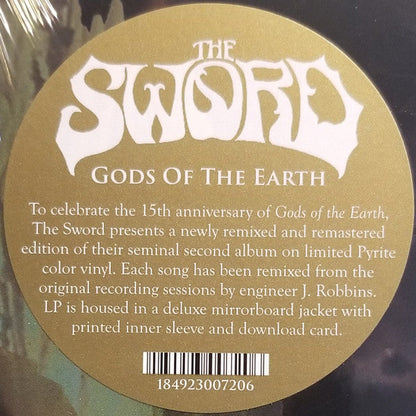 THE
SWORD
GODS OF THE EARTH
To celebrate the 15th anniversary of Gods of the Earth,
The Sword presents a newly remixed and remastered
edition of their seminal second album on limited Pyrite
color vinyl. Each song has been remixed from the
original recording sessions by engineer J. Robbins.
LP is housed in a deluxe mirrorboard jacket with
printed inner sleeve and download card.
184923007206